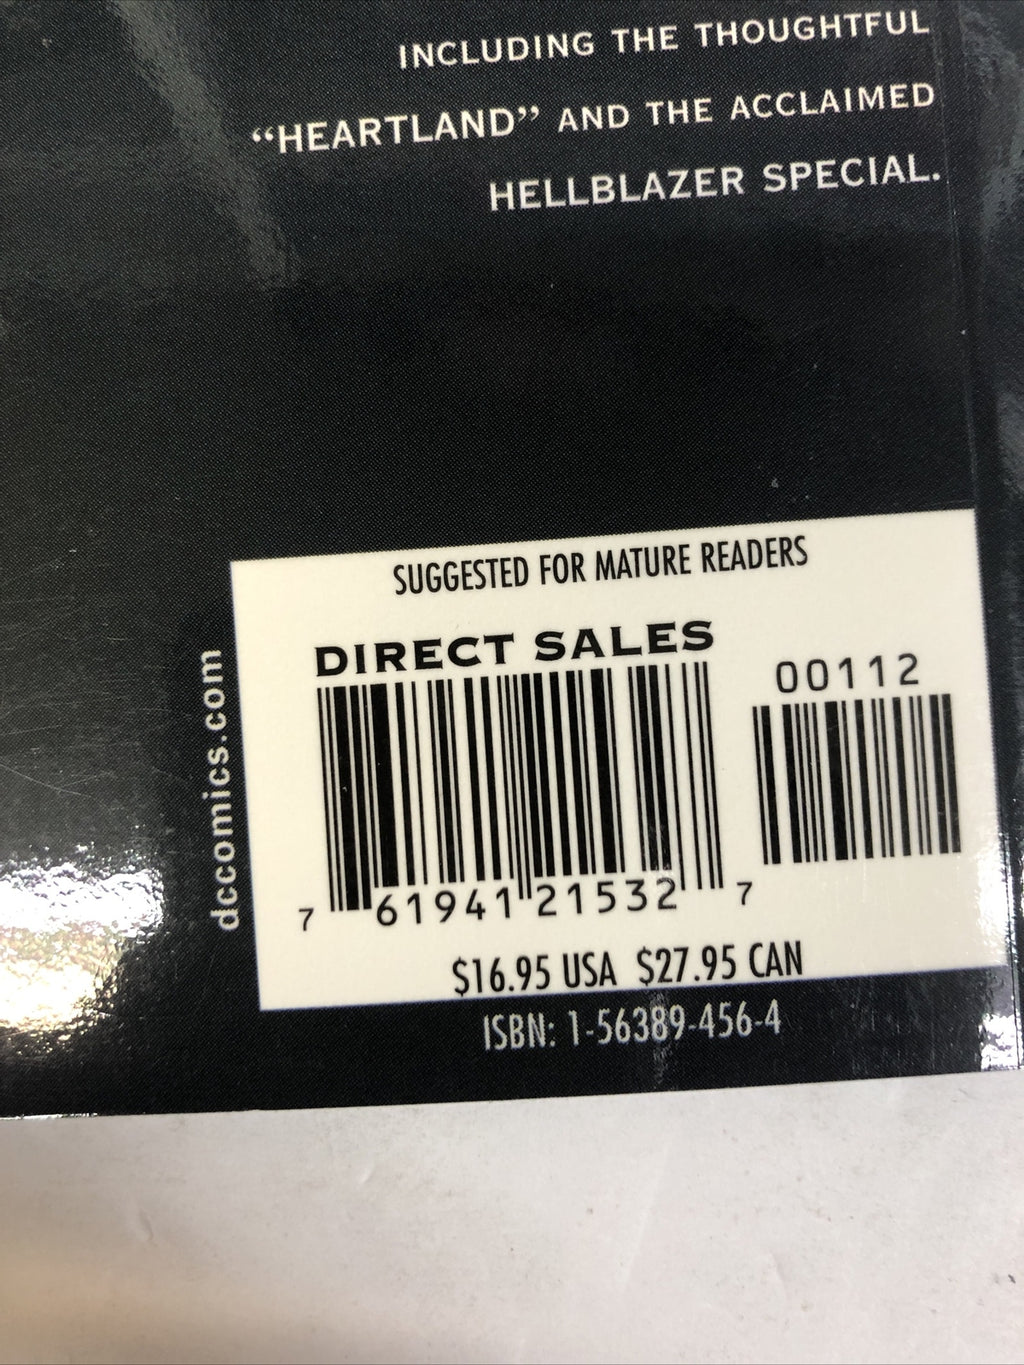 INCLUDING THE THOUGHTFUL
“HEARTLAND” AND THE ACCLAIMED
HELLBLAZER SPECIAL.
SUGGESTED FOR MATURE READERS
DIRECT SALES
00112
7 61941 21532 7
$16.95 USA $27.95 CAN
ISBN: 1-56389-456-4
dccomics.com